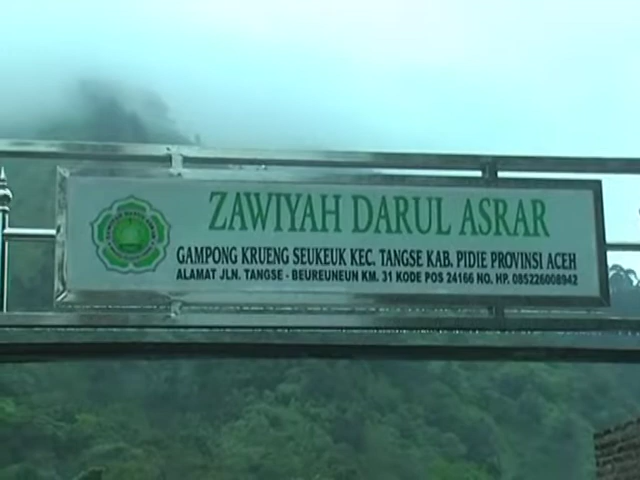 ZAWIYAH DARUL ASRAR
GAMPONG KRUENG SEUKEUK KEC. TANGSE KAB. PIDIE PROVINSI ACEH
ALAMAT JLN. TANGSE - BEUREUNEUN KM. 31 KODE POS 24166 NO. HP. 085226008942